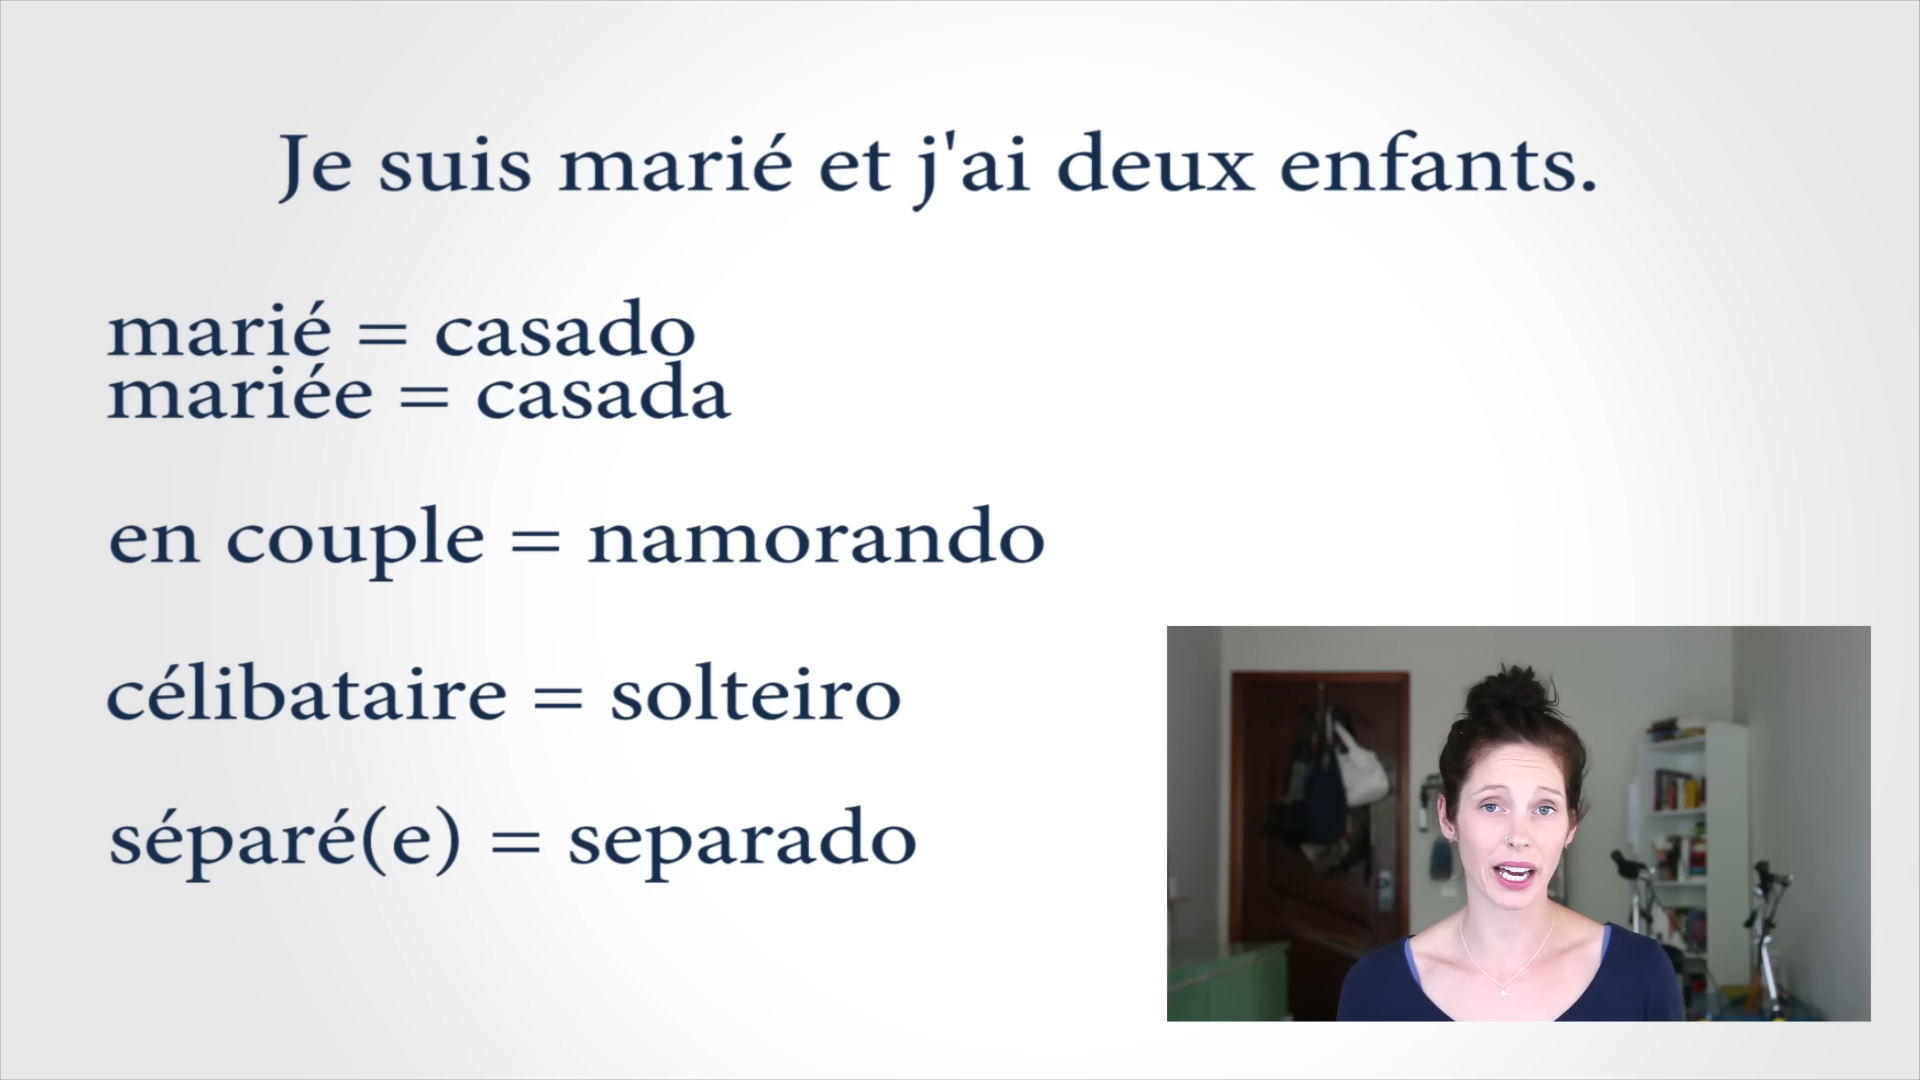 Je suis marié et j'ai deux enfants.
marié = casado
mariée = casada
en couple = namorando
célibataire = solteiro
séparé(e) = separado